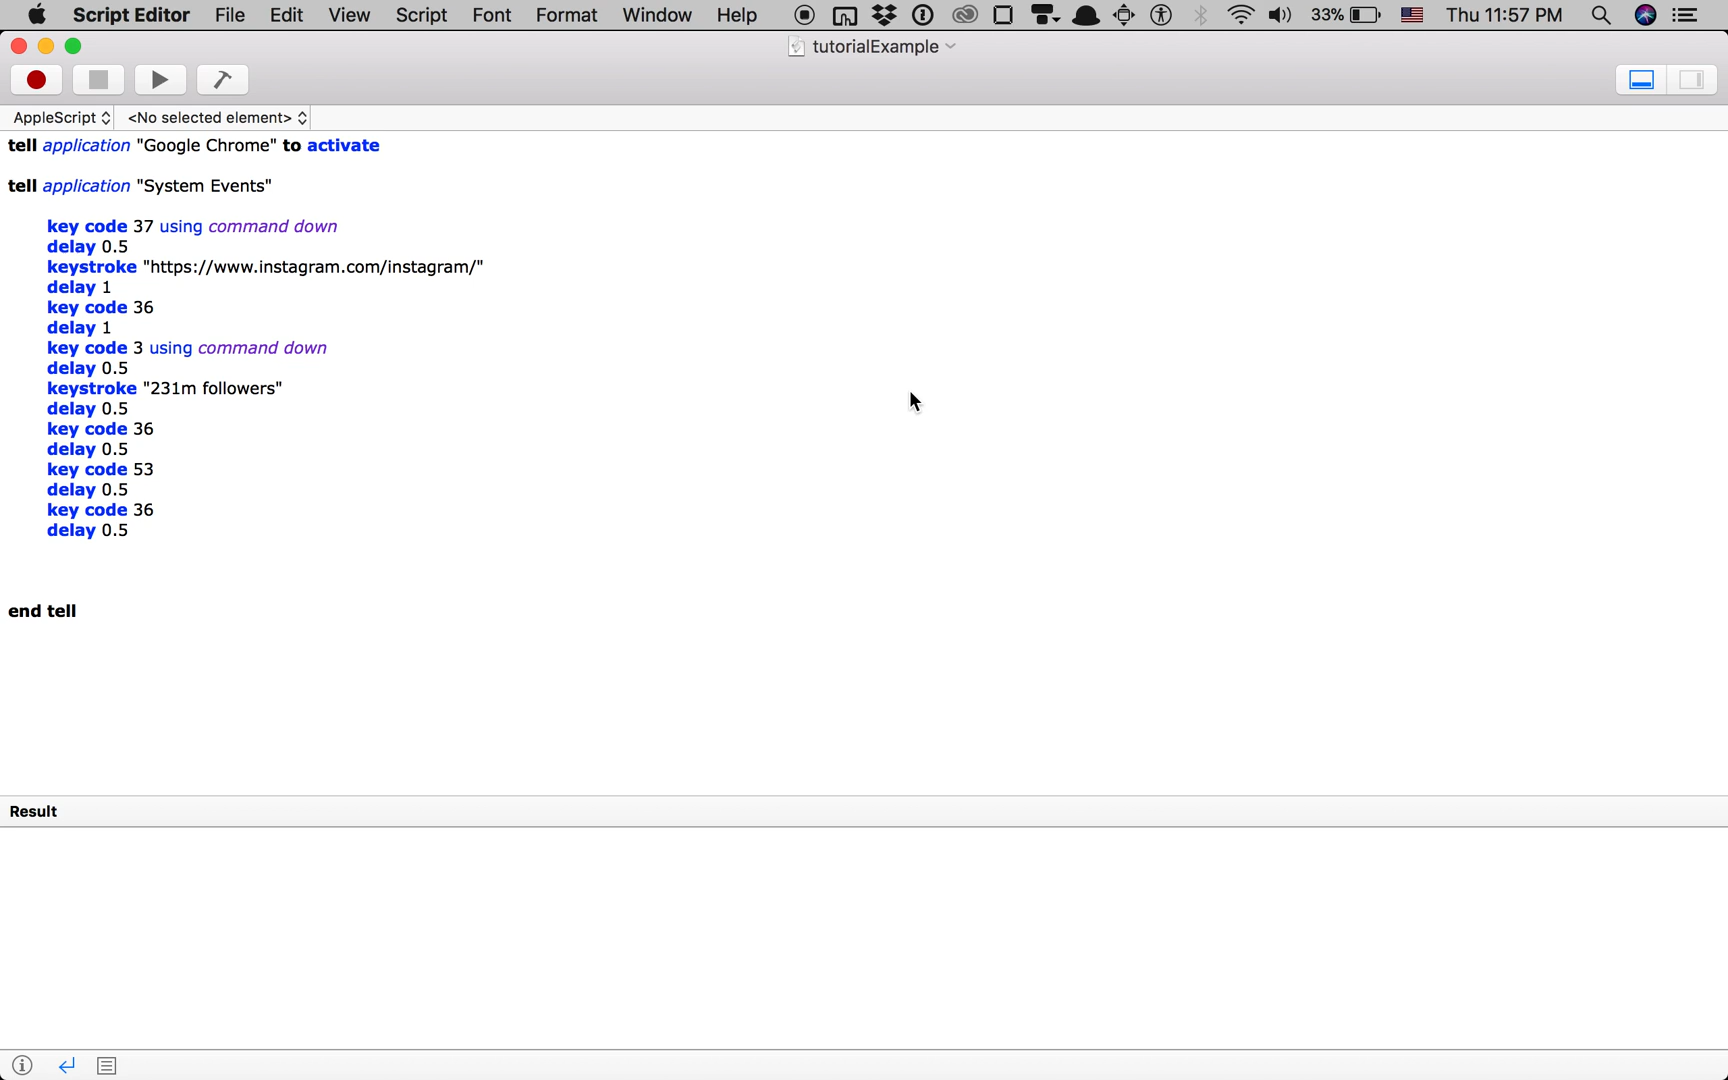 Script Editor File Edit View Script Font Format Window Help 33% Thu 11:57 PM
tutorialExample
AppleScript <No selected element>
tell application "Google Chrome" to activate
tell application "System Events"
key code 37 using command down
delay 0.5
keystroke "https://www.instagram.com/instagram/"
delay 1
key code 36
delay 1
key code 3 using command down
delay 0.5
keystroke "231m followers"
delay 0.5
key code 36
delay 0.5
key code 53
delay 0.5
key code 36
delay 0.5
end tell
Result